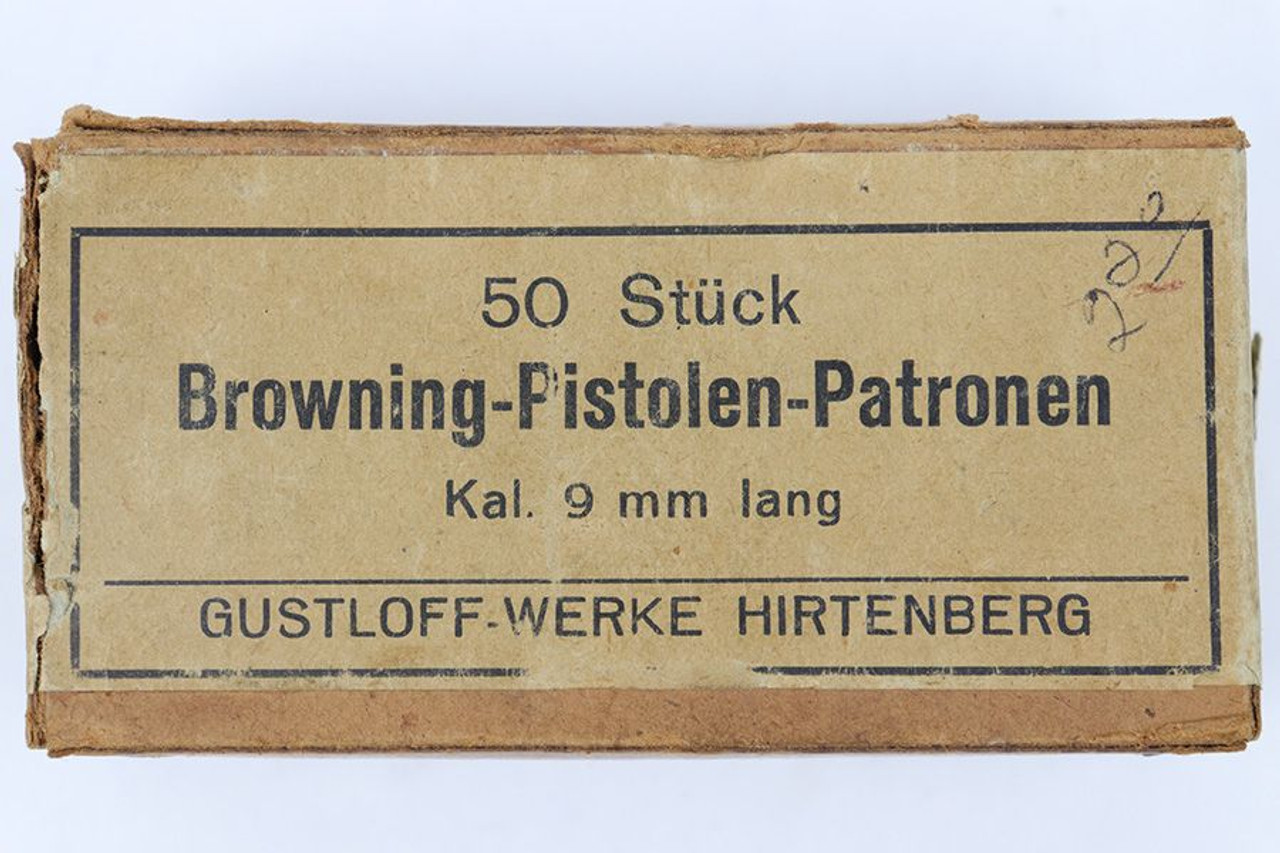 50 Stück
Browning-Pistolen-Patronen
Kal. 9 mm lang
GUSTLOFF-WERKE HIRTENBERG